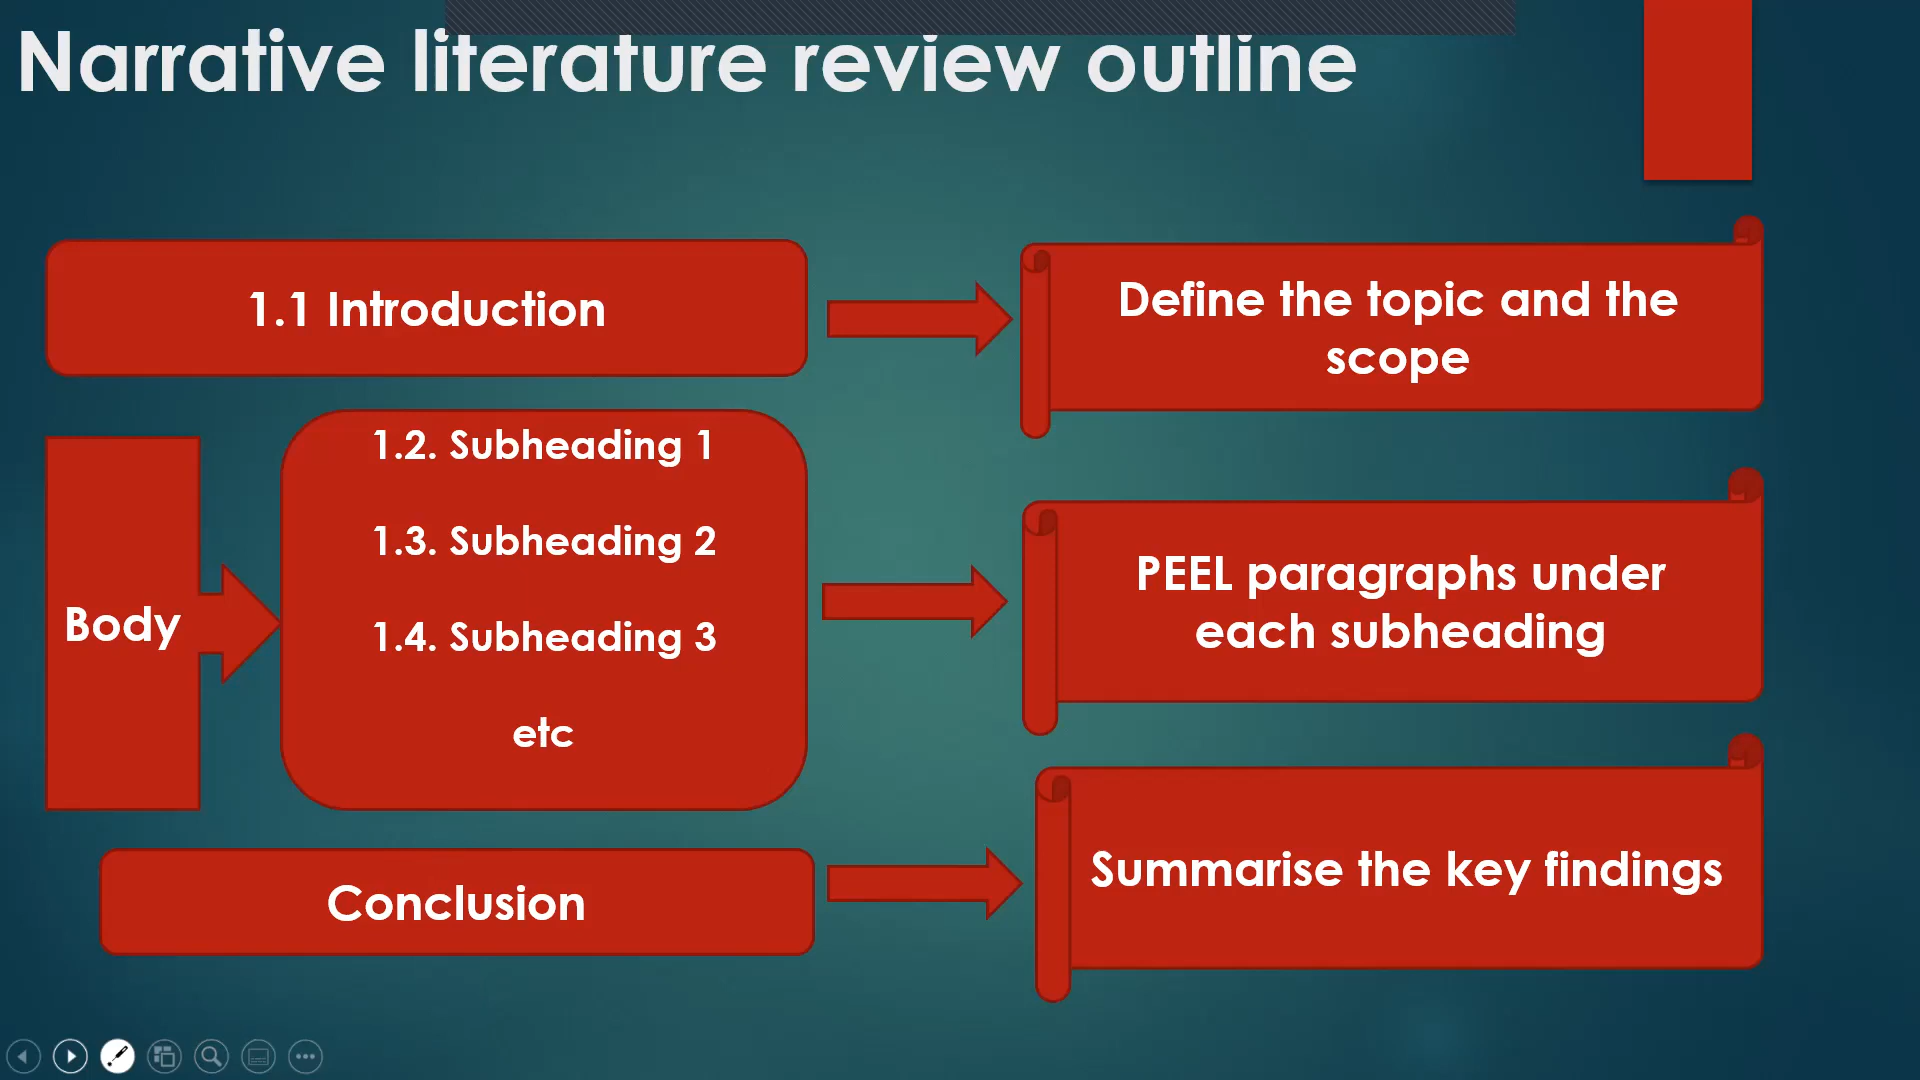 Narrative literature review outline
1.1 Introduction
Define the topic and the
scope
Body
1.2. Subheading 1
1.3. Subheading 2
1.4. Subheading 3
etc
PEEL paragraphs under
each subheading
Conclusion
Summarise the key findings